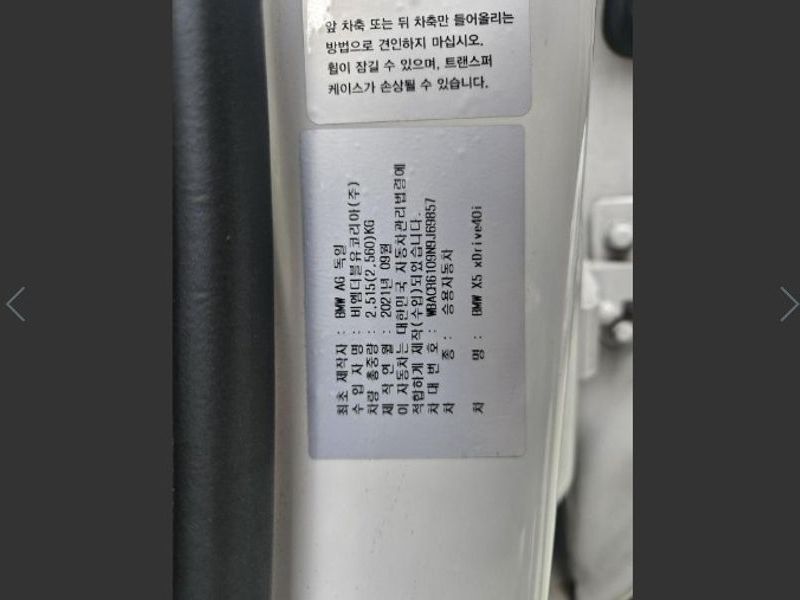 앞 차축 또는 뒤 차축만 들어올리는
방법으로 견인하지 마십시오.
휠이 잠길 수 있으며, 트랜스퍼
케이스가 손상될 수 있습니다.
최초 제작자 : BMW AG 독일
수 입 자 명 : 비엠더블유코리아(주)
차량 총중량 : 2,515(2,560)KG
제 작 연 월 : 2021년 09월
이 자동차는 대한민국 자동차관리법령에
적합하게 제작(수입)되었습니다.
차 대 번 호 : WBACR6109N9J69857
차 종 : 승용자동차
차 명 : BMW X5 xDrive40i